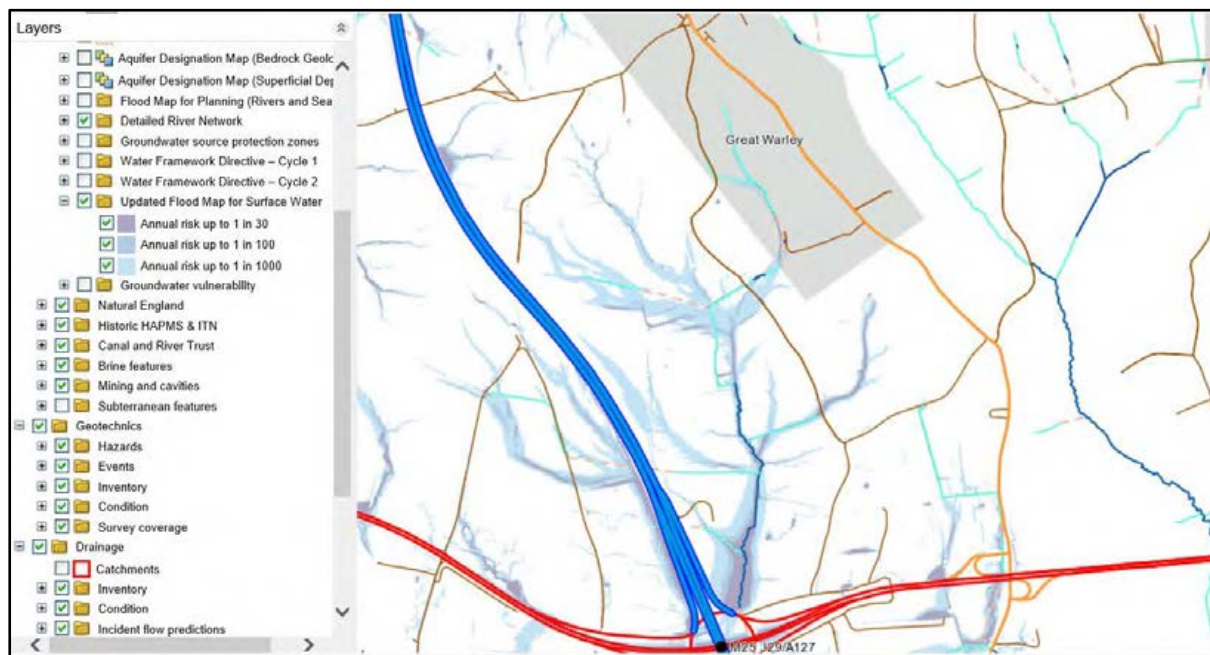 Layers
Aquifer Designation Map (Bedrock Geolo
Aquifer Designation Map (Superficial Dep
Flood Map for Planning (Rivers and Sea
Detailed River Network
Groundwater source protection zones
Water Framework Directive – Cycle 1
Water Framework Directive – Cycle 2
Updated Flood Map for Surface Water
Annual risk up to 1 in 30
Annual risk up to 1 in 100
Annual risk up to 1 in 1000
Groundwater vulnerability
Natural England
Historic HAPMS & ITN
Canal and River Trust
Brine features
Mining and cavities
Subterranean features
Geotechnics
Hazards
Events
Inventory
Condition
Survey coverage
Drainage
Catchments
Inventory
Condition
Incident flow predictions
Great Warley
M25 J29/A127